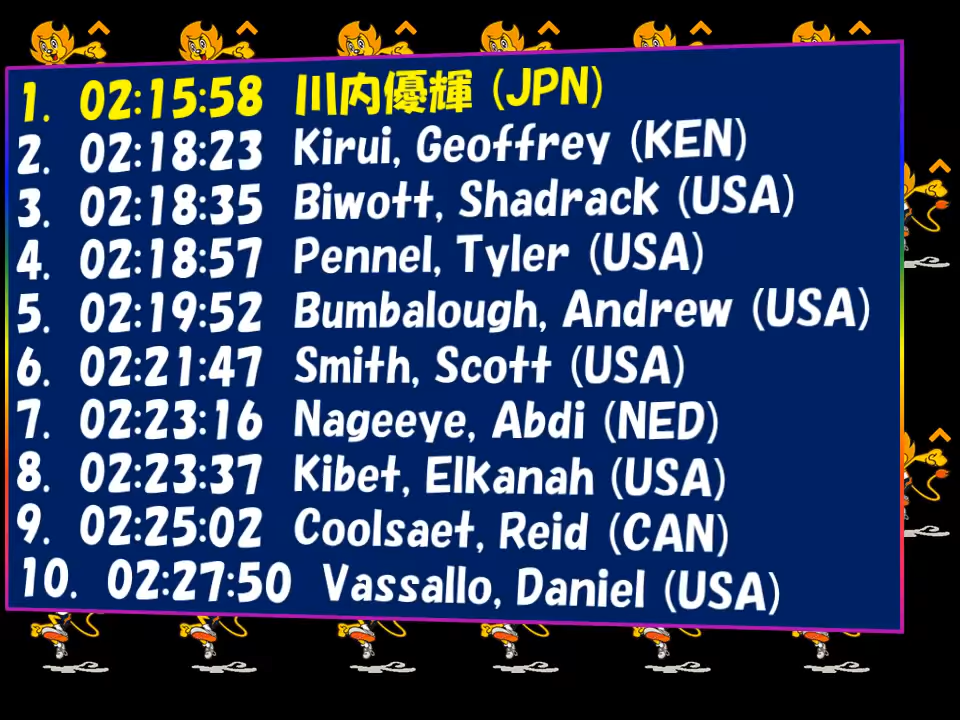 1. 02:15:58 川内優輝 (JPN)
2. 02:18:23 Kirui, Geoffrey (KEN)
3. 02:18:35 Biwott, Shadrack (USA)
4. 02:18:57 Pennel, Tyler (USA)
5. 02:19:52 Bumbalough, Andrew (USA)
6. 02:21:47 Smith, Scott (USA)
7. 02:23:16 Nageeye, Abdi (NED)
8. 02:23:37 Kibet, Elkanah (USA)
9. 02:25:02 Coolsaet, Reid (CAN)
10. 02:27:50 Vassallo, Daniel (USA)